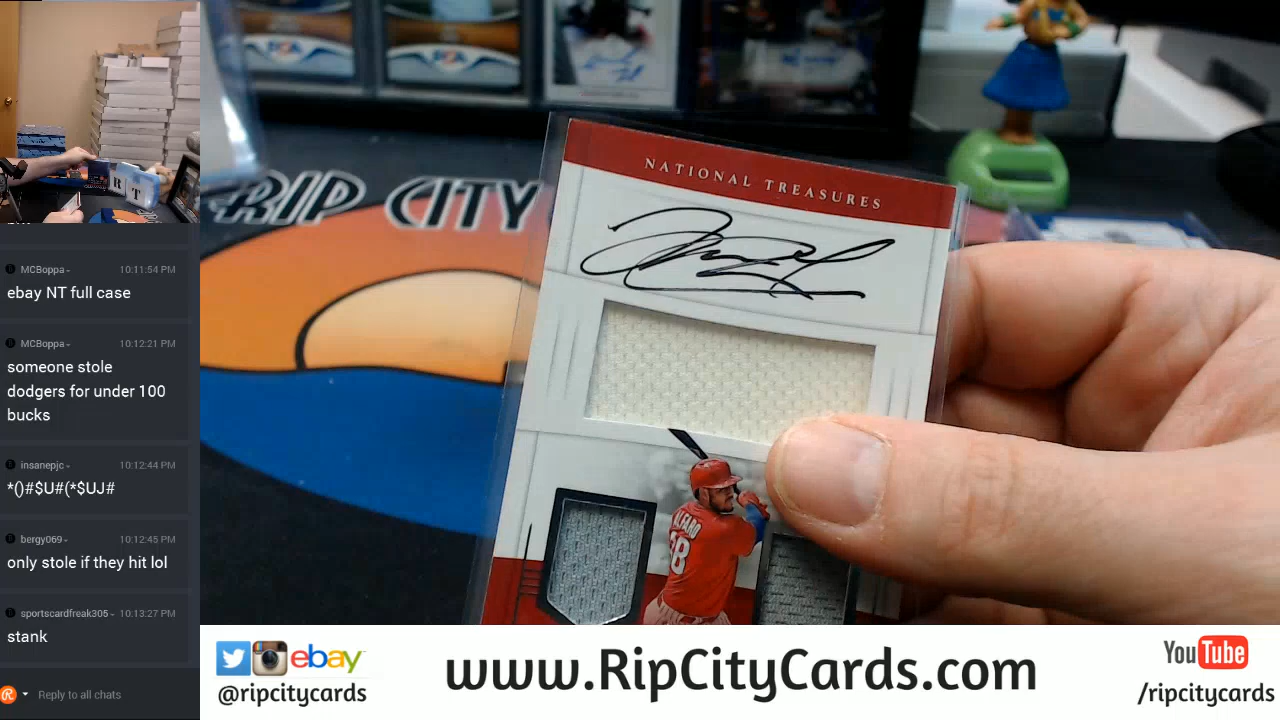 MCBoppa
10:11:54 PM
ebay NT full case
MCBoppa
10:12:21 PM
someone stole
dodgers for under 100
bucks
insanepjc
10:12:44 PM
*()#$U#(*$UJ#
bergy069
10:12:45 PM
only stole if they hit lol
sportscardfreak305
10:13:27 PM
stank
Reply to all chats
RIP CITY
NATIONAL TREASURES
ALFARO
38
R T
ebay
@ripcitycards
www.RipCityCards.com
YouTube
/ripcitycards